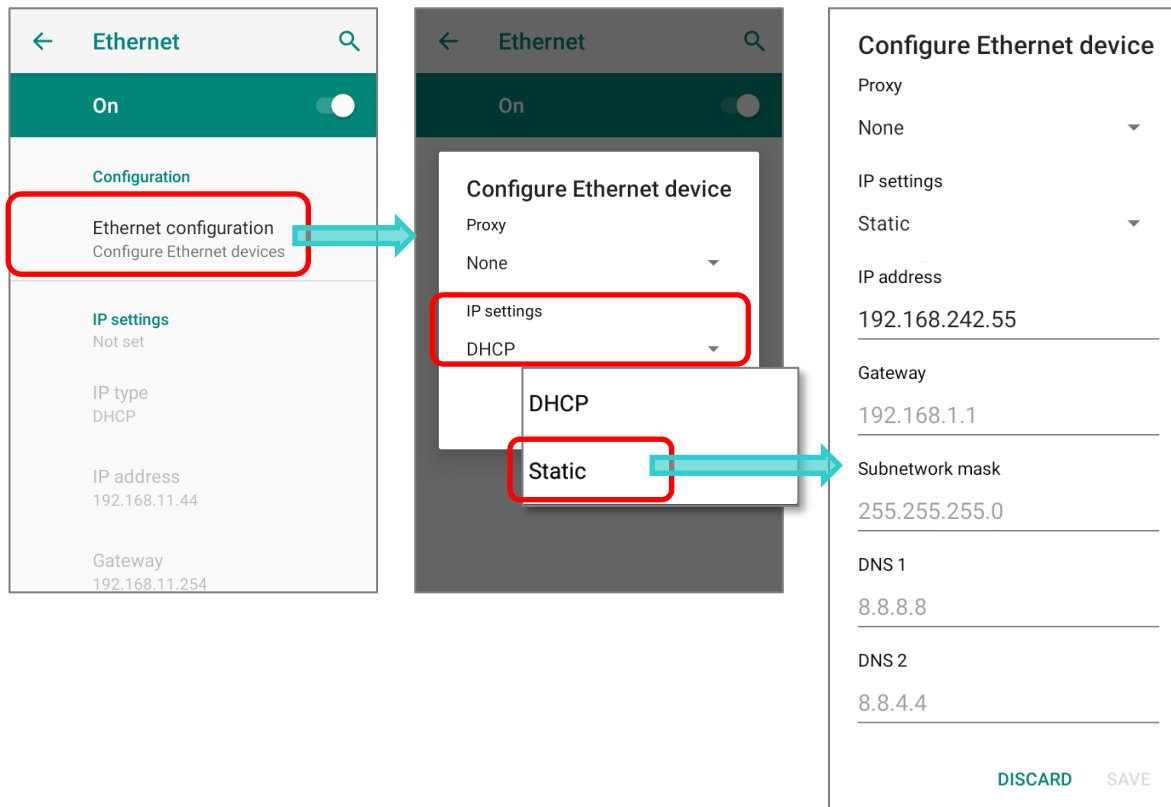 Ethernet
On
Configuration
Ethernet configuration
Configure Ethernet devices
IP settings
Not set
IP type
DHCP
IP address
192.168.11.44
Gateway
192.168.11.254
Ethernet
On
Configure Ethernet device
Proxy
None
IP settings
DHCP
DHCP
Static
Configure Ethernet device
Proxy
None
IP settings
Static
IP address
192.168.242.55
Gateway
192.168.1.1
Subnetwork mask
255.255.255.0
DNS 1
8.8.8.8
DNS 2
8.8.4.4
DISCARD SAVE